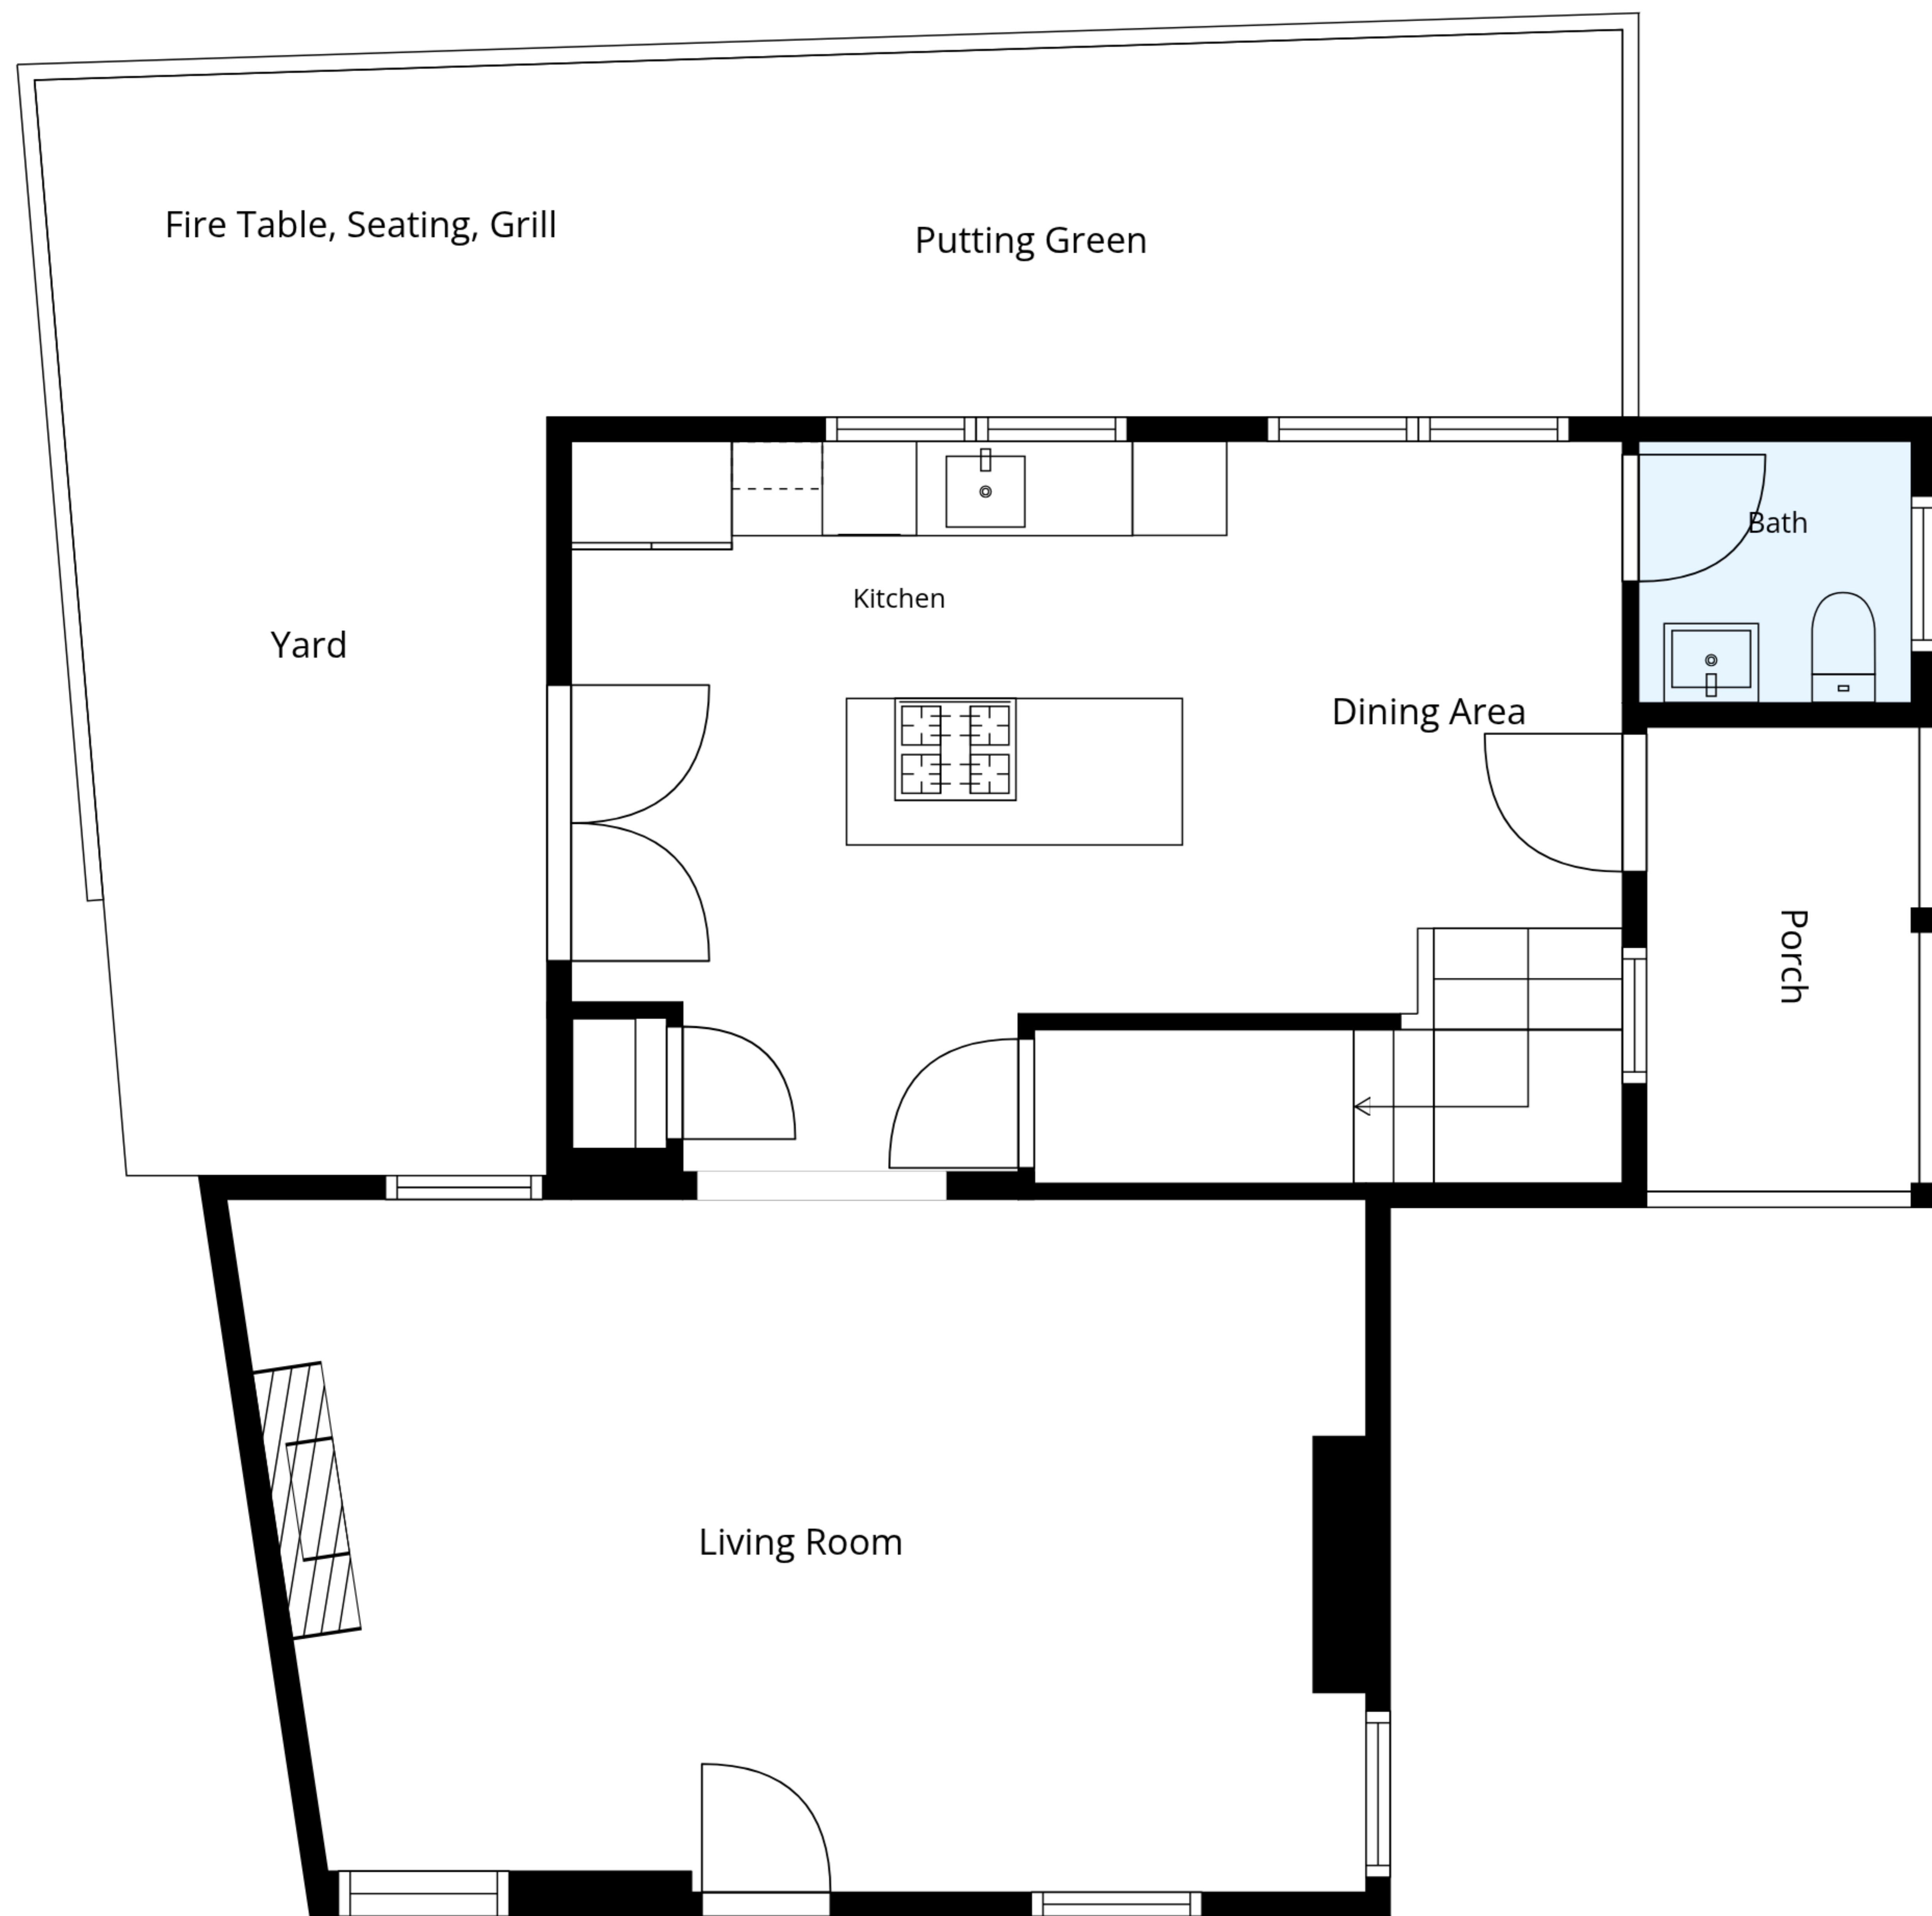 Fire Table, Seating, Grill
Putting Green
Bath
Kitchen
Yard
Dining Area
Porch
Living Room